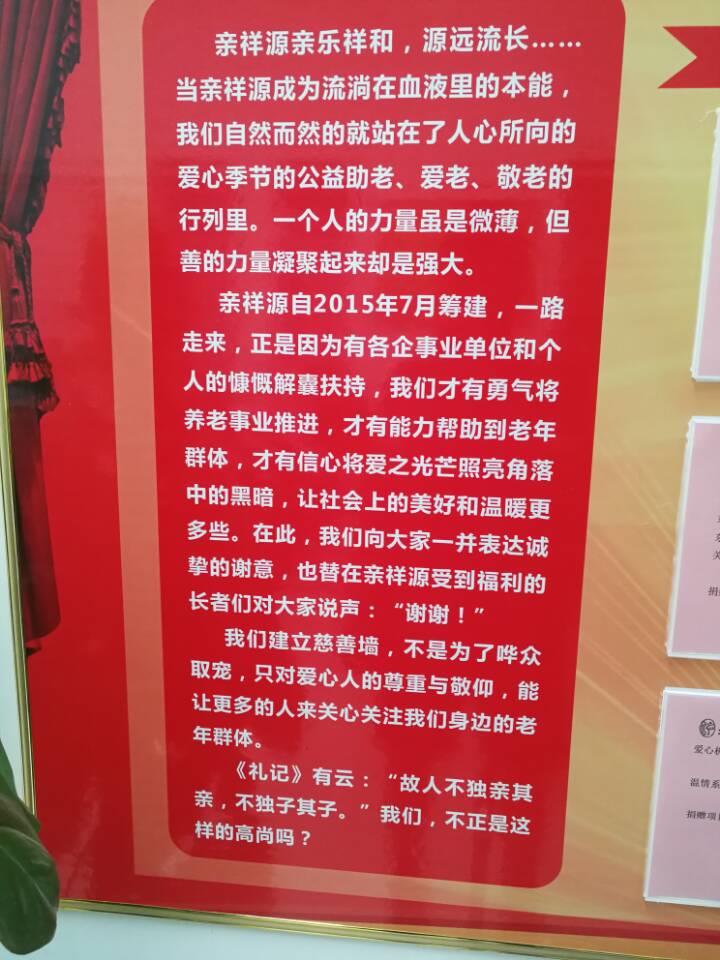 亲祥源亲乐祥和，源远流长……
当亲祥源成为流淌在血液里的本能，
我们自然而然的就站在了人心所向的
爱心季节的公益助老、爱老、敬老的
行列里。一个人的力量虽是微薄，但
善的力量凝聚起来却是强大。
亲祥源自2015年7月筹建，一路
走来，正是因为有各企事业单位和个
人的慷慨解囊扶持，我们才有勇气将
养老事业推进，才有能力帮助到老年
群体，才有信心将爱之光芒照亮角落
中的黑暗，让社会上的美好和温暖更
多些。在此，我们向大家一并表达诚
挚的谢意，也替在亲祥源受到福利的
长者们对大家说声：“谢谢！”
我们建立慈善墙，不是为了哗众
取宠，只对爱心人的尊重与敬仰，能
让更多的人来关心关注我们身边的老
年群体。
《礼记》有云：“故人不独亲其
亲，不独子其子。”我们，不正是这
样的高尚吗？
捐
爱心
温情系
捐赠项